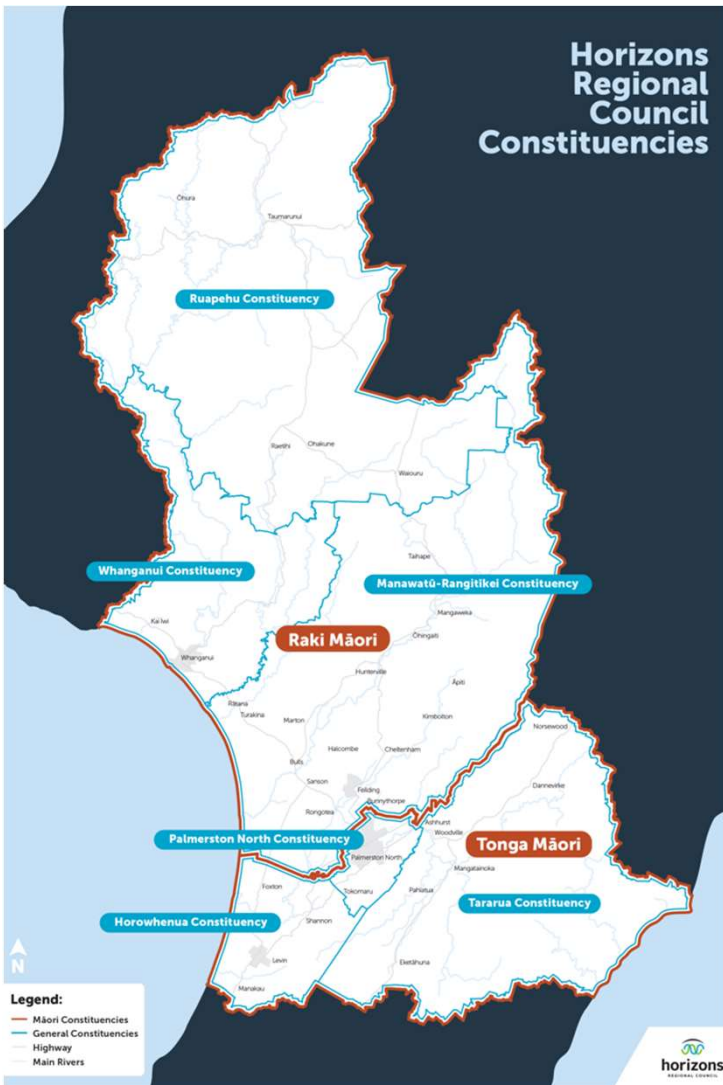 Horizons
Regional
Council
Constituencies
Ōhura
Taumarunui
Ruapehu Constituency
Raetihi
Ohakune
Waiouru
Whanganui Constituency
Taihape
Manawatū-Rangitīkei Constituency
Mangaweka
Kai Iwi
Raki Māori
Ōhingaiti
Whanganui
Hunterville
Āpiti
Rātana
Turakina
Marton
Kimbolton
Norsewood
Halcombe
Cheltenham
Bulls
Sanson
Feilding
Dannevirke
Bunnythorpe
Rongotea
Ashhurst
Woodville
Palmerston North Constituency
Tonga Māori
Palmerston North
Mangatainoka
Foxton
Tokomaru
Pahiatua
Tararua Constituency
Horowhenua Constituency
Shannon
Levin
Eketāhuna
Manakau
N
Legend:
Māori Constituencies
General Constituencies
Highway
Main Rivers
horizons
REGIONAL COUNCIL